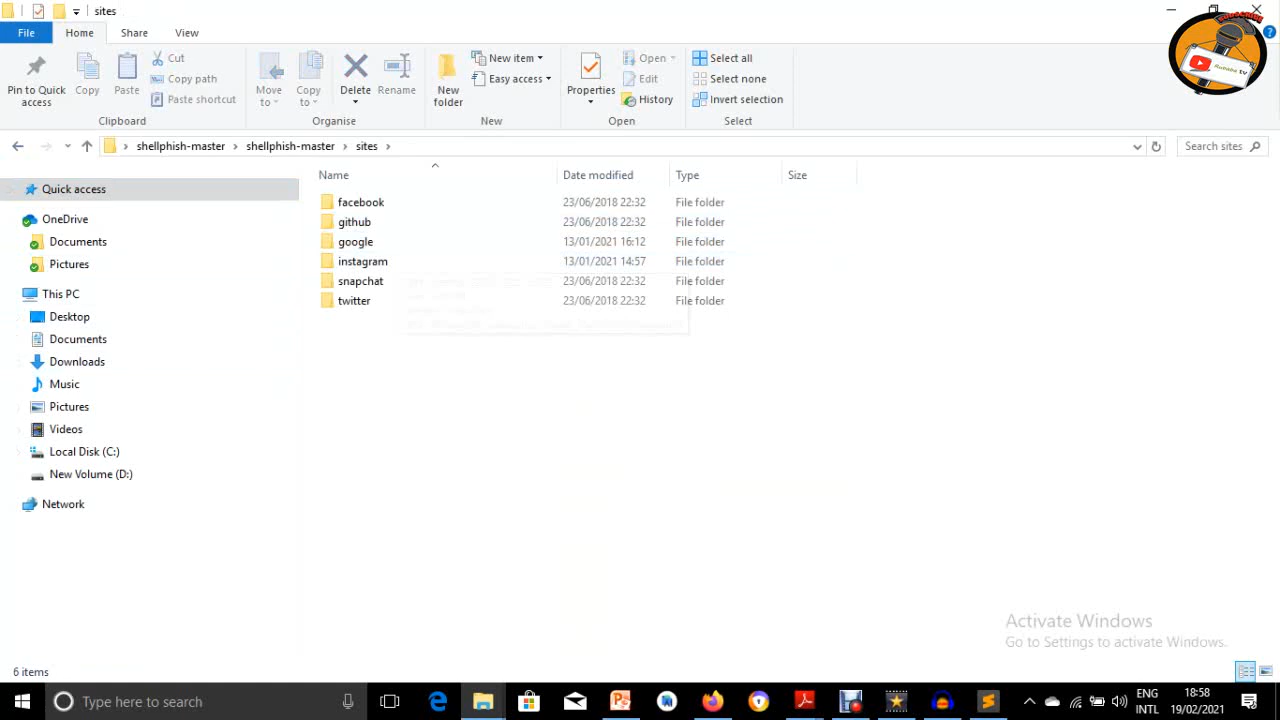 sites
File Home Share View
Pin to Quick access
Copy
Paste
Cut
Copy path
Paste shortcut
Clipboard
Move to
Copy to
Delete
Rename
Organise
New folder
New item
Easy access
New
Properties
Open
Edit
History
Open
Select all
Select none
Invert selection
Select
SUBSCRIBE
shellphish-master › shellphish-master › sites ›
Search sites
Name Date modified Type Size
Quick access
OneDrive
Documents
Pictures
This PC
Desktop
Documents
Downloads
Music
Pictures
Videos
Local Disk (C:)
New Volume (D:)
Network
facebook 23/06/2018 22:32 File folder
github 23/06/2018 22:32 File folder
google 13/01/2021 16:12 File folder
instagram 13/01/2021 14:57 File folder
snapchat 23/06/2018 22:32 File folder
twitter 23/06/2018 22:32 File folder
Activate Windows
Go to Settings to activate Windows.
6 items
Type here to search
ENG
INTL
18:58
19/02/2021